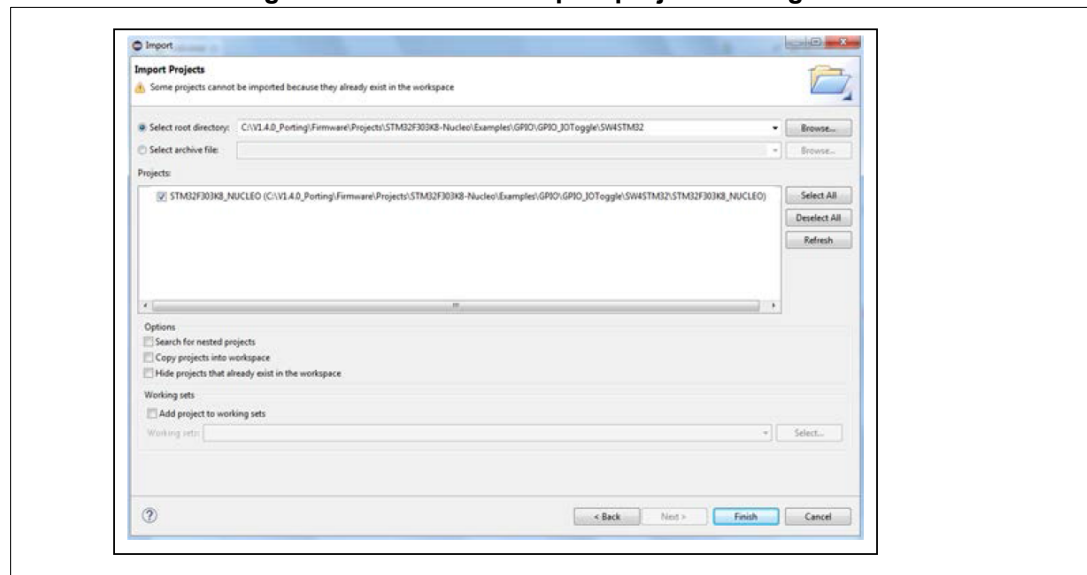 Import
Import Projects
Some projects cannot be imported because they already exist in the workspace
Select root directory: C:\V1.4.0_Porting\Firmware\Projects\STM32F303K8-Nucleo\Examples\GPIO\GPIO_IOToggle\SW4STM32 Browse...
Select archive file: Browse...
Projects:
STM32F303K8_NUCLEO (C:\V1.4.0_Porting\Firmware\Projects\STM32F303K8-Nucleo\Examples\GPIO\GPIO_IOToggle\SW4STM32\STM32F303K8_NUCLEO)
Select All
Deselect All
Refresh
Options
Search for nested projects
Copy projects into workspace
Hide projects that already exist in the workspace
Working sets
Add project to working sets
Working sets: Select...
< Back Next > Finish Cancel